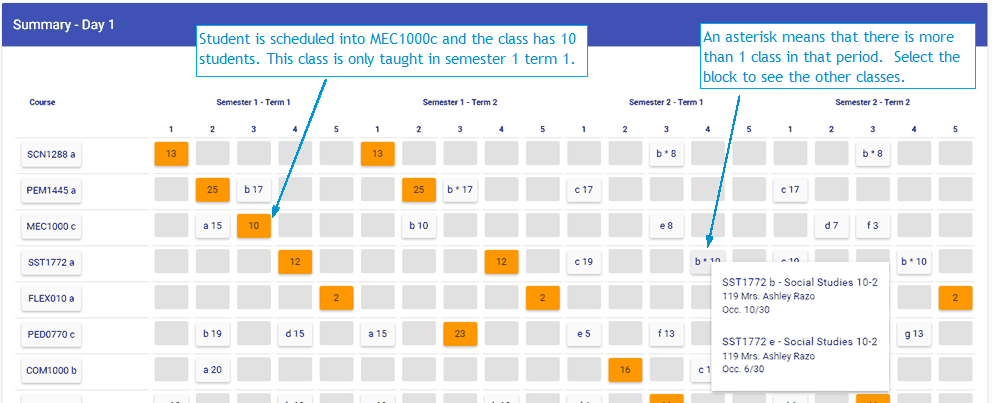 Summary - Day 1
Student is scheduled into MEC1000c and the class has 10
students. This class is only taught in semester 1 term 1.
An asterisk means that there is more
than 1 class in that period. Select the
block to see the other classes.
Course Semester 1 - Term 1 Semester 1 - Term 2 Semester 2 - Term 1 Semester 2 - Term 2
1 2 3 4 5 1 2 3 4 5 1 2 3 4 5 1 2 3 4 5
SCN1288 a 13 13 b * 8 b * 8
PEM1445 a 25 b 17 25 b * 17 c 17 c 17
MEC1000 c a 15 10 b 10 e 8 d 7 f 3
SST1772 a 12 12 c 19 b * 10 c 19 b * 10
FLEX010 a 2 2 2
PED0770 c b 19 d 15 a 15 23 e 5 f 13 g 13
COM1000 b a 20 16 c 1
SST1772 b - Social Studies 10-2
119 Mrs. Ashley Razo
Occ. 10/30
SST1772 e - Social Studies 10-2
119 Mrs. Ashley Razo
Occ. 6/30